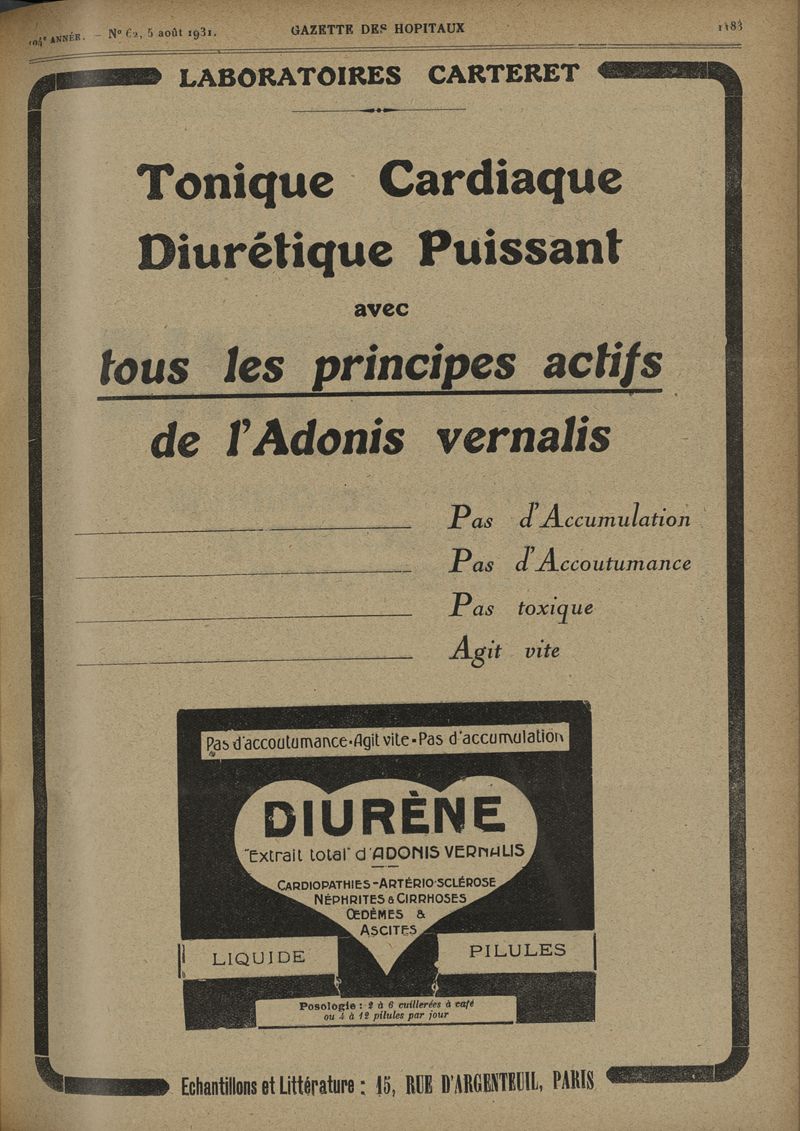 104e ANNÉE. — No 62, 5 août 1931.
GAZETTE DES HOPITAUX
1183
LABORATOIRES CARTERET
Tonique Cardiaque
Diurétique Puissant
avec
tous les principes actifs
de l'Adonis vernalis
Pas d'Accumulation
Pas d'Accoutumance
Pas toxique
Agit vite
Pas d'accoutumance•Agit vite•Pas d'accumulation
DIURÈNE
"Extrait total" d'ADONIS VERNALIS
CARDIOPATHIES-ARTÉRIO-SCLÉROSE
NÉPHRITES & CIRRHOSES
ŒDÈMES &
ASCITES
LIQUIDE
PILULES
Posologie : 2 à 6 cuillerées à café
ou 4 à 12 pilules par jour
Echantillons et Littérature : 15, RUE D'ARGENTEUIL, PARIS